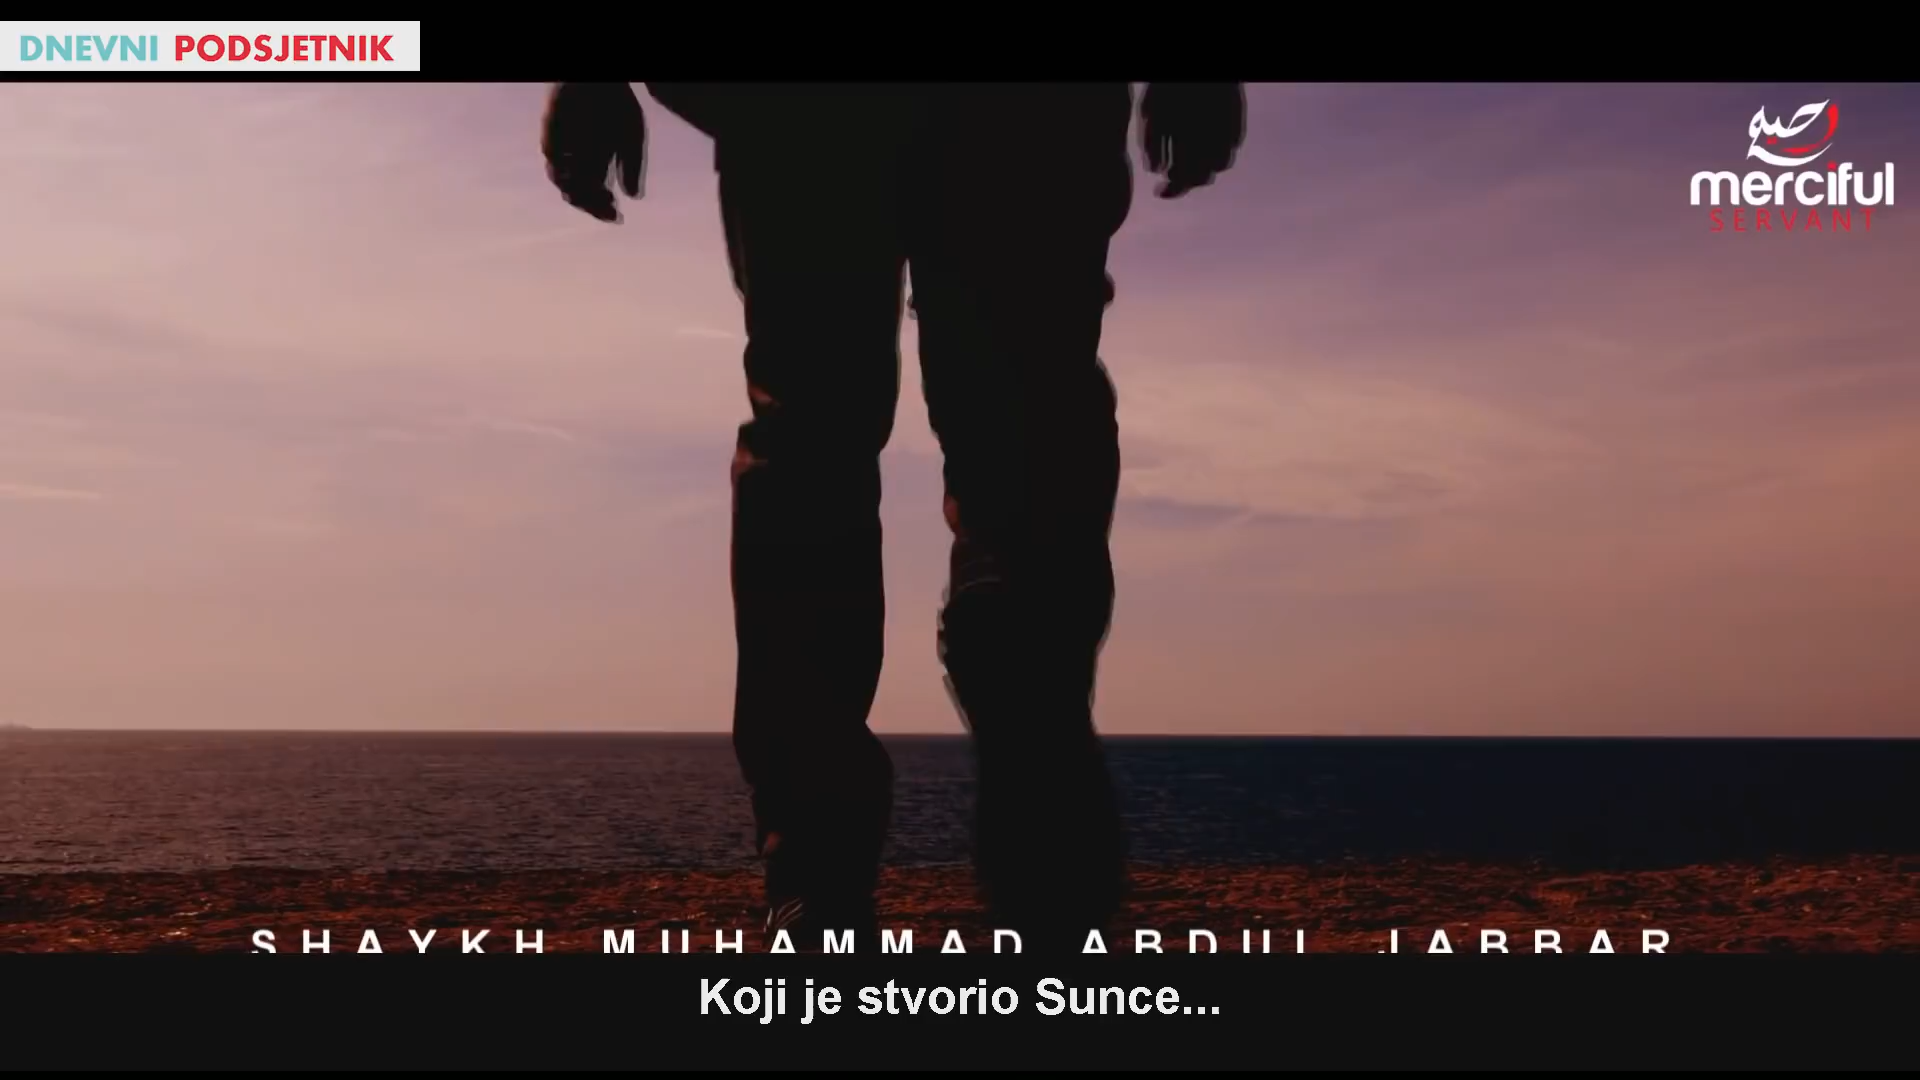 DNEVNI PODSJETNIK
merciful
SERVANT
SHAYKH MUHAMMAD ABDUL JABBAR
Koji je stvorio Sunce...